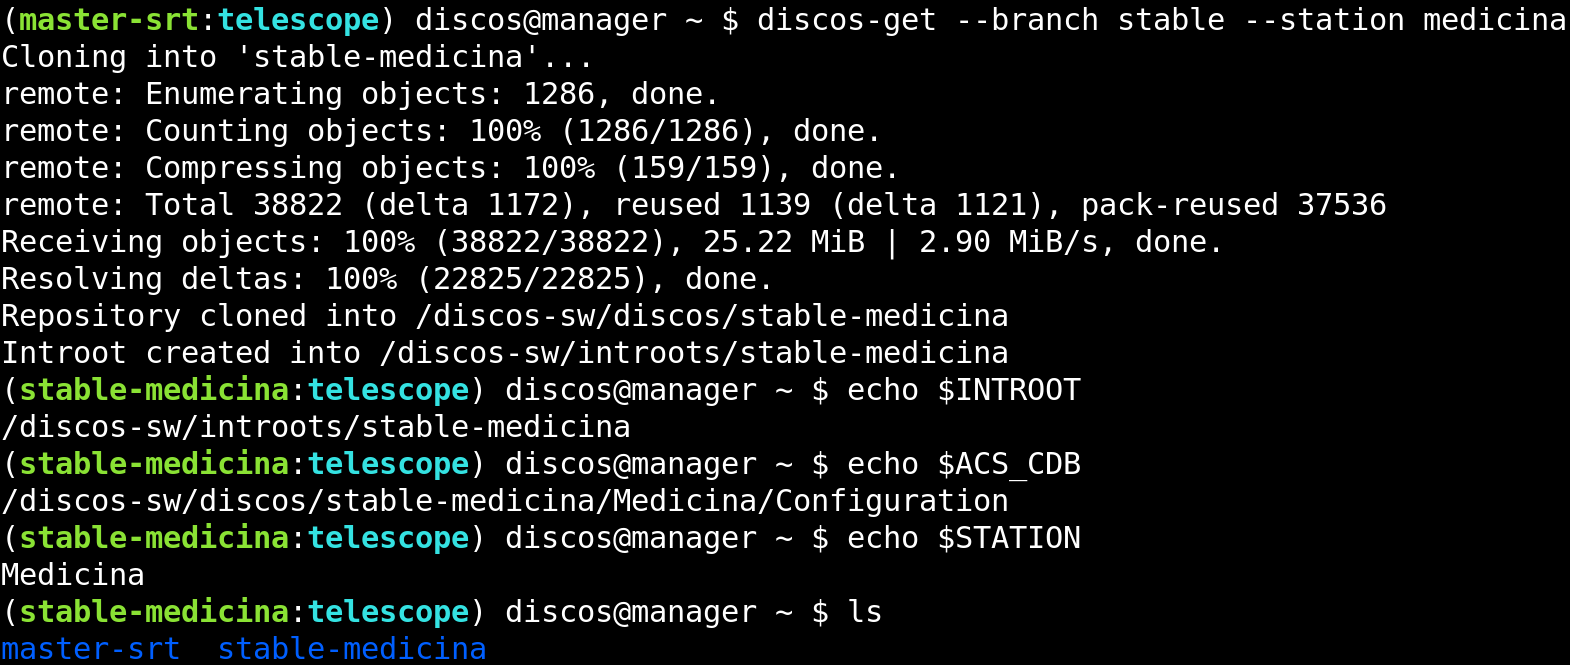 (master-srt:telescope) discos@manager ~ $ discos-get --branch stable --station medicina
Cloning into 'stable-medicina'...
remote: Enumerating objects: 1286, done.
remote: Counting objects: 100% (1286/1286), done.
remote: Compressing objects: 100% (159/159), done.
remote: Total 38822 (delta 1172), reused 1139 (delta 1121), pack-reused 37536
Receiving objects: 100% (38822/38822), 25.22 MiB | 2.90 MiB/s, done.
Resolving deltas: 100% (22825/22825), done.
Repository cloned into /discos-sw/discos/stable-medicina
Introot created into /discos-sw/introots/stable-medicina
(stable-medicina:telescope) discos@manager ~ $ echo $INTROOT
/discos-sw/introots/stable-medicina
(stable-medicina:telescope) discos@manager ~ $ echo $ACS_CDB
/discos-sw/discos/stable-medicina/Medicina/Configuration
(stable-medicina:telescope) discos@manager ~ $ echo $STATION
Medicina
(stable-medicina:telescope) discos@manager ~ $ ls
master-srt  stable-medicina